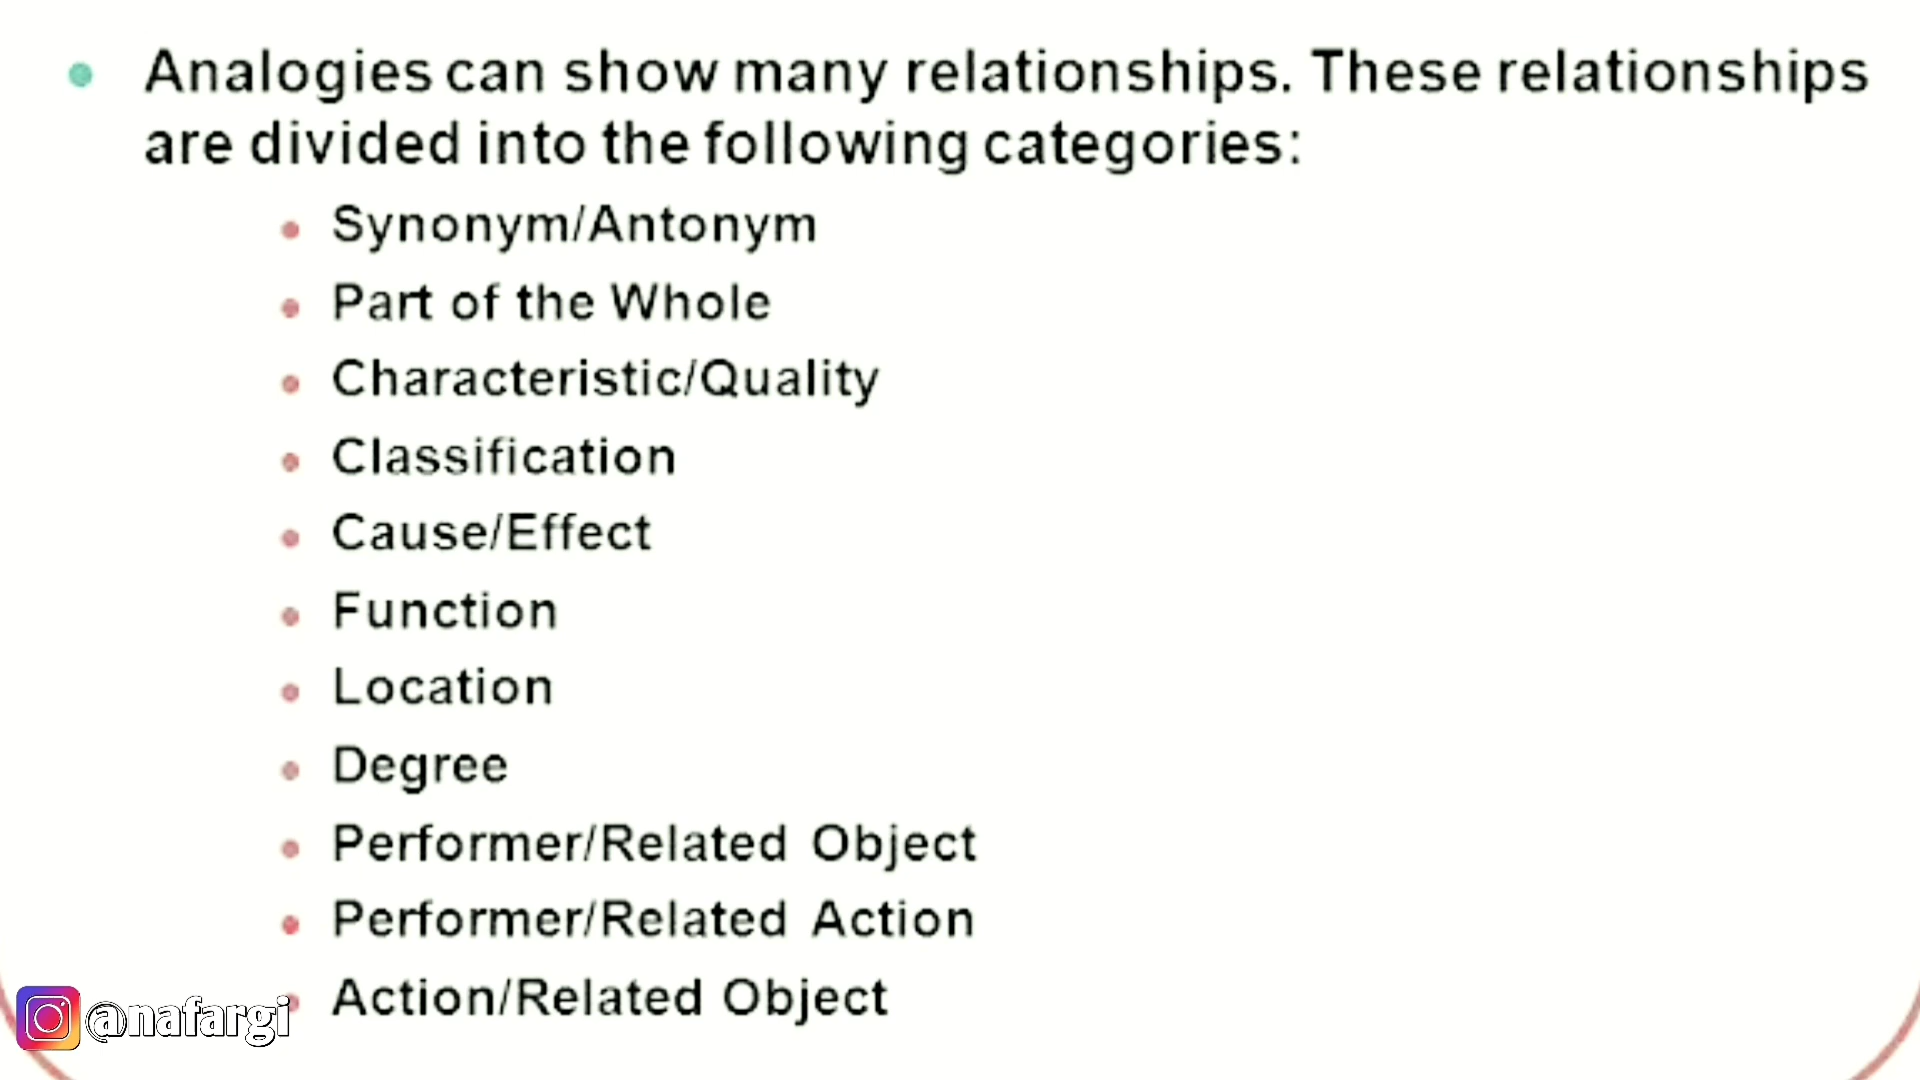 Analogies can show many relationships. These relationships
are divided into the following categories:
Synonym/Antonym
Part of the Whole
Characteristic/Quality
Classification
Cause/Effect
Function
Location
Degree
Performer/Related Object
Performer/Related Action
Action/Related Object
@nafargi